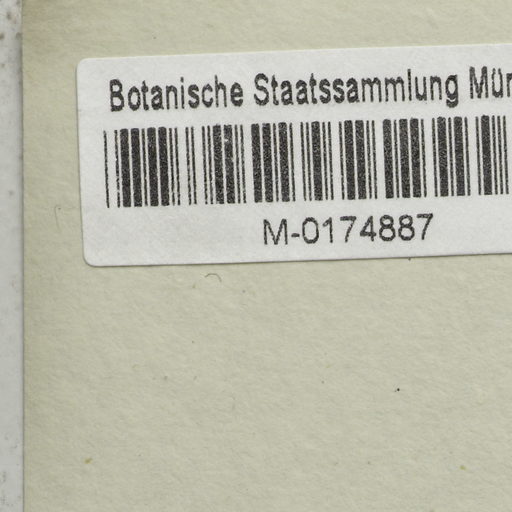 Botanische Staatssammlung Mün
M-0174887